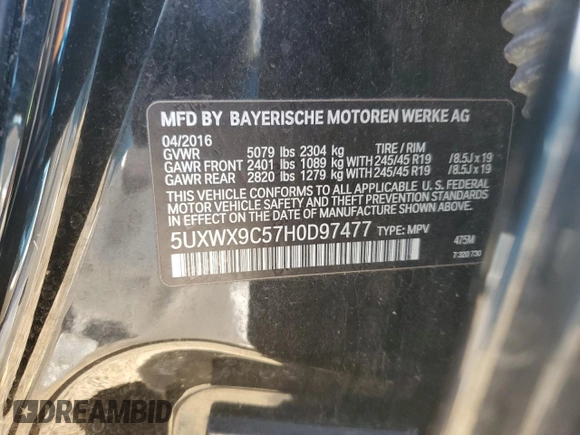 MFD BY BAYERISCHE MOTOREN WERKE AG
04/2016
GVWR 5079 lbs 2304 kg TIRE / RIM
GAWR FRONT 2401 lbs 1089 kg WITH 245/45 R19 / 8.5J x 19
GAWR REAR 2820 lbs 1279 kg WITH 245/45 R19 / 8.5J x 19
THIS VEHICLE CONFORMS TO ALL APPLICABLE U. S. FEDERAL
MOTOR VEHICLE SAFETY AND THEFT PREVENTION STANDARDS
IN EFFECT ON THE DATE OF MANUFACTURE SHOWN ABOVE.
5UXWX9C57H0D97477 TYPE: MPV
475M
7 320 730
DREAMBID